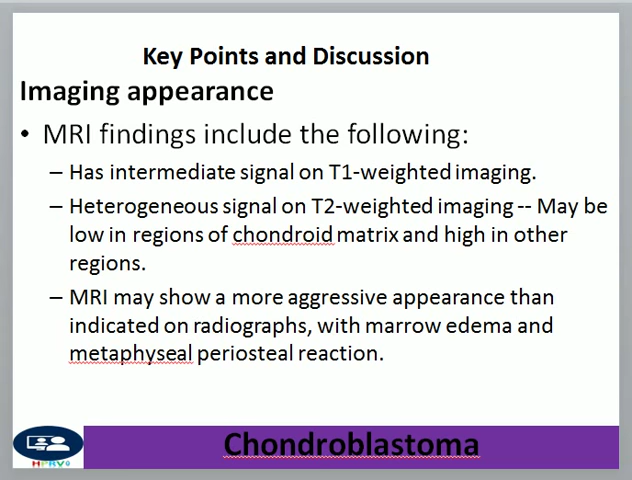 Key Points and Discussion
Imaging appearance
• MRI findings include the following:
– Has intermediate signal on T1-weighted imaging.
– Heterogeneous signal on T2-weighted imaging -- May be
low in regions of chondroid matrix and high in other
regions.
– MRI may show a more aggressive appearance than
indicated on radiographs, with marrow edema and
metaphyseal periosteal reaction.
Chondroblastoma